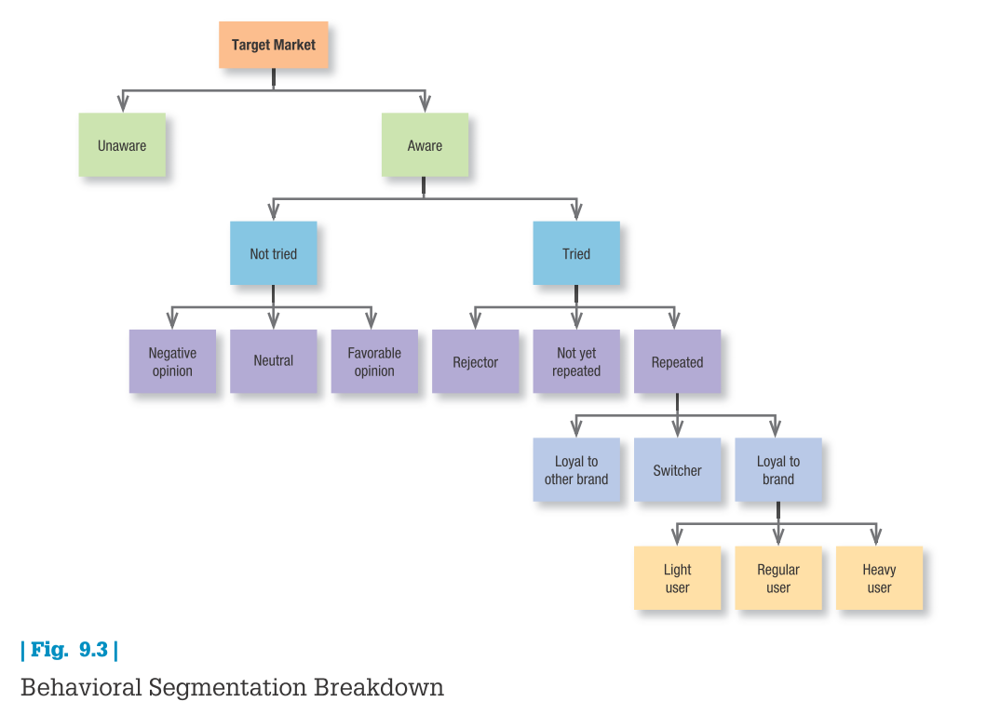 Target Market
Unaware
Aware
Not tried
Tried
Negative
opinion
Neutral
Favorable
opinion
Rejector
Not yet
repeated
Repeated
Loyal to
other brand
Switcher
Loyal to
brand
Light
user
Regular
user
Heavy
user
| Fig. 9.3 |
Behavioral Segmentation Breakdown